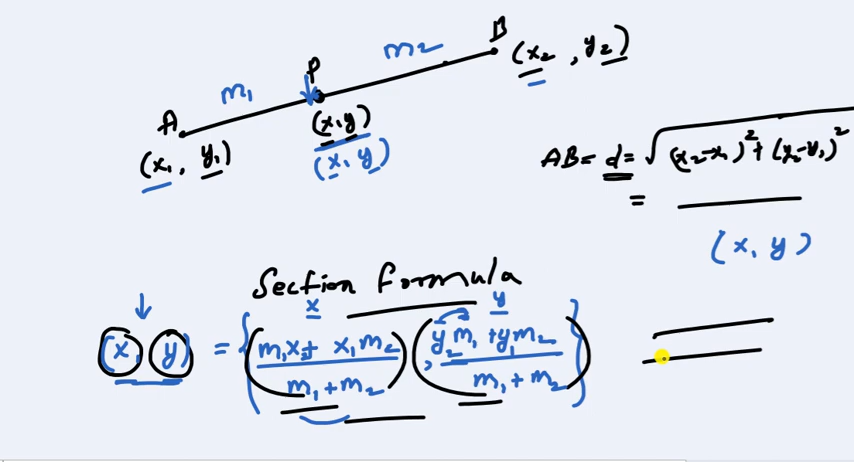 B
(x₂ , y₂)
m₂
P
m₁
A
(x, y)
(x₁ , y₁)
(x, y)
AB = d = √(x₂-x₁)² + (y₂-y₁)²
=
(x, y)
Section Formula
x y
(x, y) = { (m₁x₂ + x₁m₂ / m₁ + m₂) , (y₂m₁ + y₁m₂ / m₁ + m₂) }